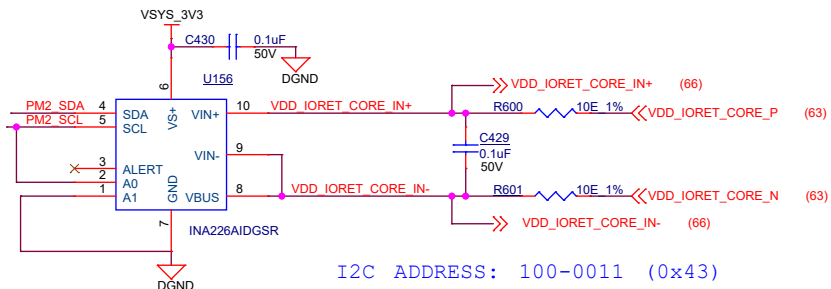 VSYS_3V3
C430 0.1uF
50V
DGND
U156
6
VS+
PM2_SDA 4 SDA VIN+ 10 VDD_IORET_CORE_IN+
PM2_SCL 5 SCL
VIN- 9
3 ALERT
2 A0
1 A1
GND
VBUS 8 VDD_IORET_CORE_IN-
7
INA226AIDGSR
DGND
VDD_IORET_CORE_IN+ (66)
R600 10E_1% VDD_IORET_CORE_P (63)
C429
0.1uF
50V
R601 10E_1% VDD_IORET_CORE_N (63)
VDD_IORET_CORE_IN- (66)
I2C ADDRESS: 100-0011 (0x43)